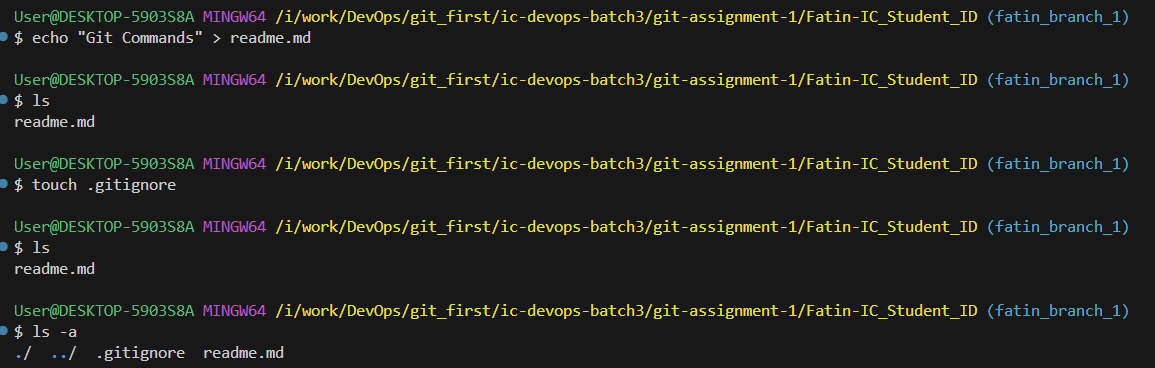 User@DESKTOP-5903S8A MINGW64 /i/work/DevOps/git_first/ic-devops-batch3/git-assignment-1/Fatin-IC_Student_ID (fatin_branch_1)
$ echo "Git Commands" > readme.md
User@DESKTOP-5903S8A MINGW64 /i/work/DevOps/git_first/ic-devops-batch3/git-assignment-1/Fatin-IC_Student_ID (fatin_branch_1)
$ ls
readme.md
User@DESKTOP-5903S8A MINGW64 /i/work/DevOps/git_first/ic-devops-batch3/git-assignment-1/Fatin-IC_Student_ID (fatin_branch_1)
$ touch .gitignore
User@DESKTOP-5903S8A MINGW64 /i/work/DevOps/git_first/ic-devops-batch3/git-assignment-1/Fatin-IC_Student_ID (fatin_branch_1)
$ ls
readme.md
User@DESKTOP-5903S8A MINGW64 /i/work/DevOps/git_first/ic-devops-batch3/git-assignment-1/Fatin-IC_Student_ID (fatin_branch_1)
$ ls -a
./  ../  .gitignore  readme.md